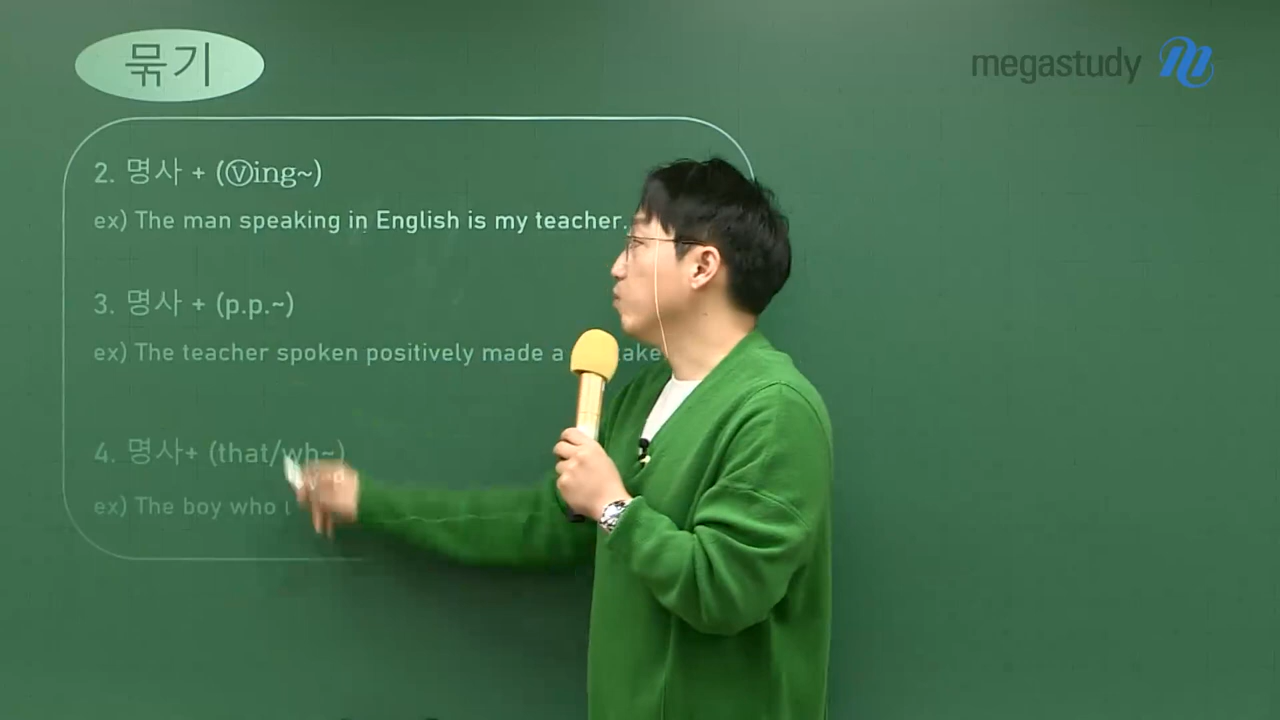 묶기
megastudy
2. 명사 + (ⓥing~)
ex) The man speaking in English is my teacher.
3. 명사 + (p.p.~)
ex) The teacher spoken positively made a
4. 명사+ (that/wh~)
ex) The boy who